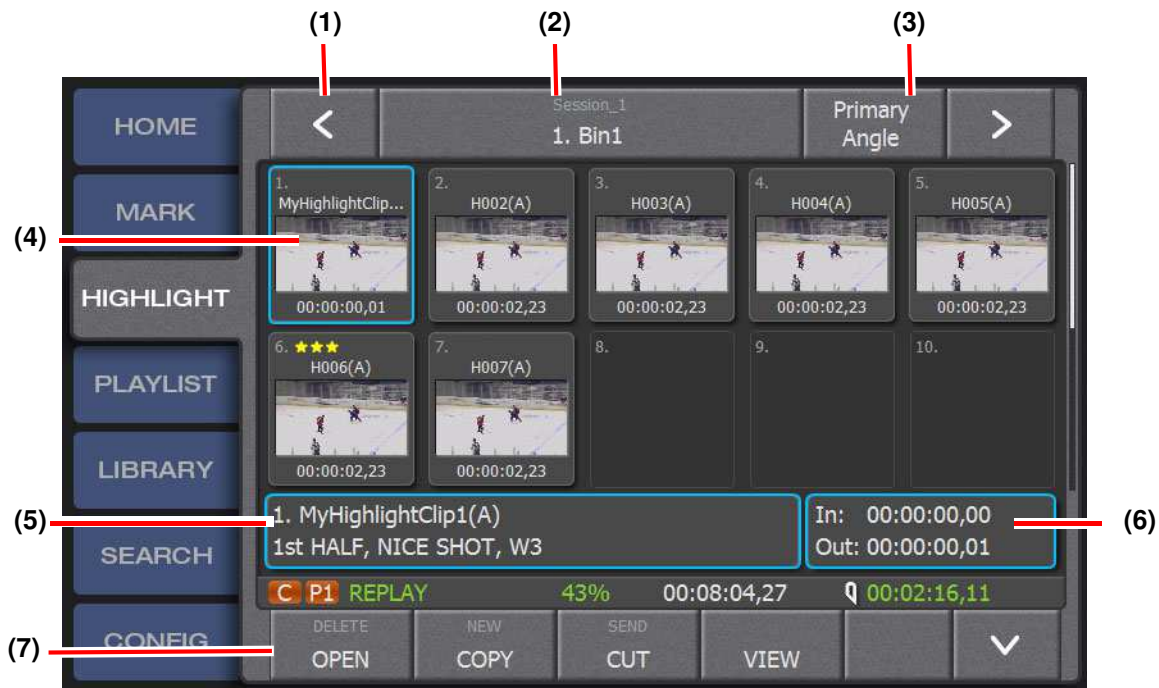 (1) (2) (3)
HOME
MARK
(4)
HIGHLIGHT
PLAYLIST
LIBRARY
(5)
SEARCH
CONFIG
(7)
<
Session_1
1. Bin1
Primary
Angle
>
1.
MyHighlightClip...
00:00:00,01
2.
H002(A)
00:00:02,23
3.
H003(A)
00:00:02,23
4.
H004(A)
00:00:02,23
5.
H005(A)
00:00:02,23
6. ★★★
H006(A)
00:00:02,23
7.
H007(A)
00:00:02,23
8.
9.
10.
1. MyHighlightClip1(A)
1st HALF, NICE SHOT, W3
In: 00:00:00,00
Out: 00:00:00,01
(6)
C P1 REPLAY 43% 00:08:04,27 00:02:16,11
DELETE
OPEN
NEW
COPY
SEND
CUT
VIEW